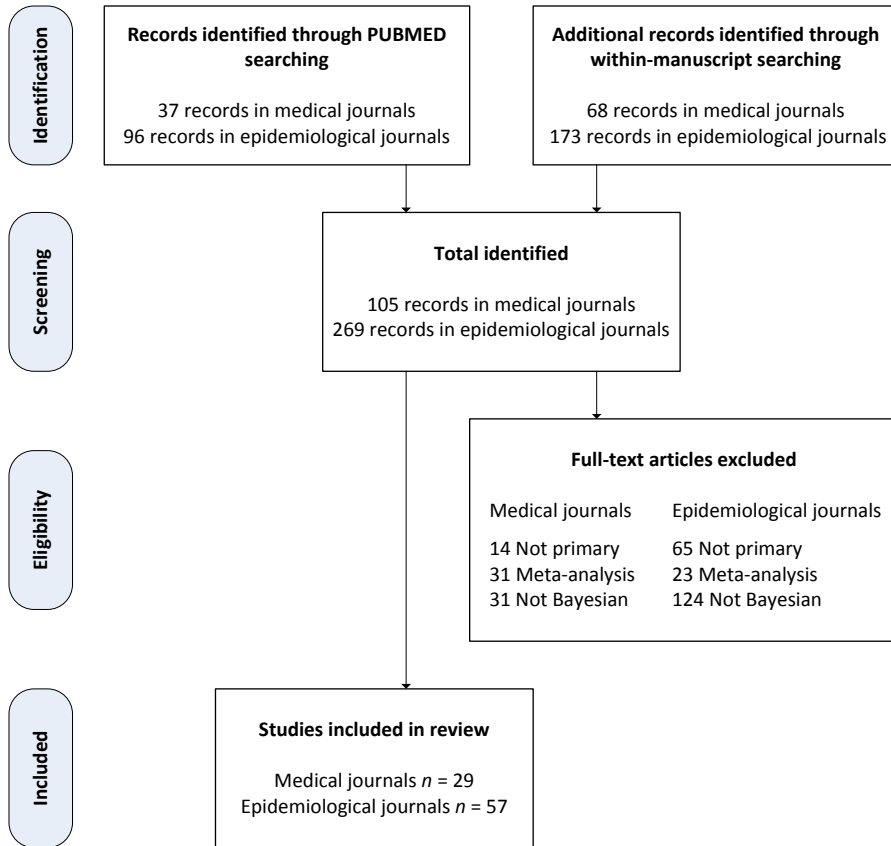 Identification
Records identified through PUBMED
searching
37 records in medical journals
96 records in epidemiological journals
Additional records identified through
within-manuscript searching
68 records in medical journals
173 records in epidemiological journals
Screening
Total identified
105 records in medical journals
269 records in epidemiological journals
Eligibility
Full-text articles excluded
Medical journals
14 Not primary
31 Meta-analysis
31 Not Bayesian
Epidemiological journals
65 Not primary
23 Meta-analysis
124 Not Bayesian
Included
Studies included in review
Medical journals n = 29
Epidemiological journals n = 57